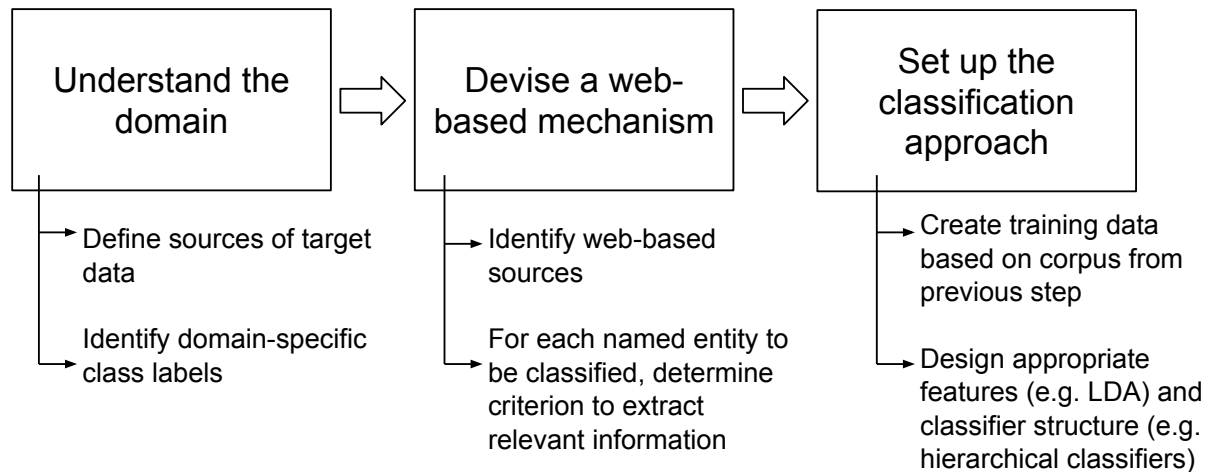 Understand the
domain
Devise a web-
based mechanism
Set up the
classification
approach
Define sources of target
data
Identify domain-specific
class labels
Identify web-based
sources
For each named entity to
be classified, determine
criterion to extract
relevant information
Create training data
based on corpus from
previous step
Design appropriate
features (e.g. LDA) and
classifier structure (e.g.
hierarchical classifiers)